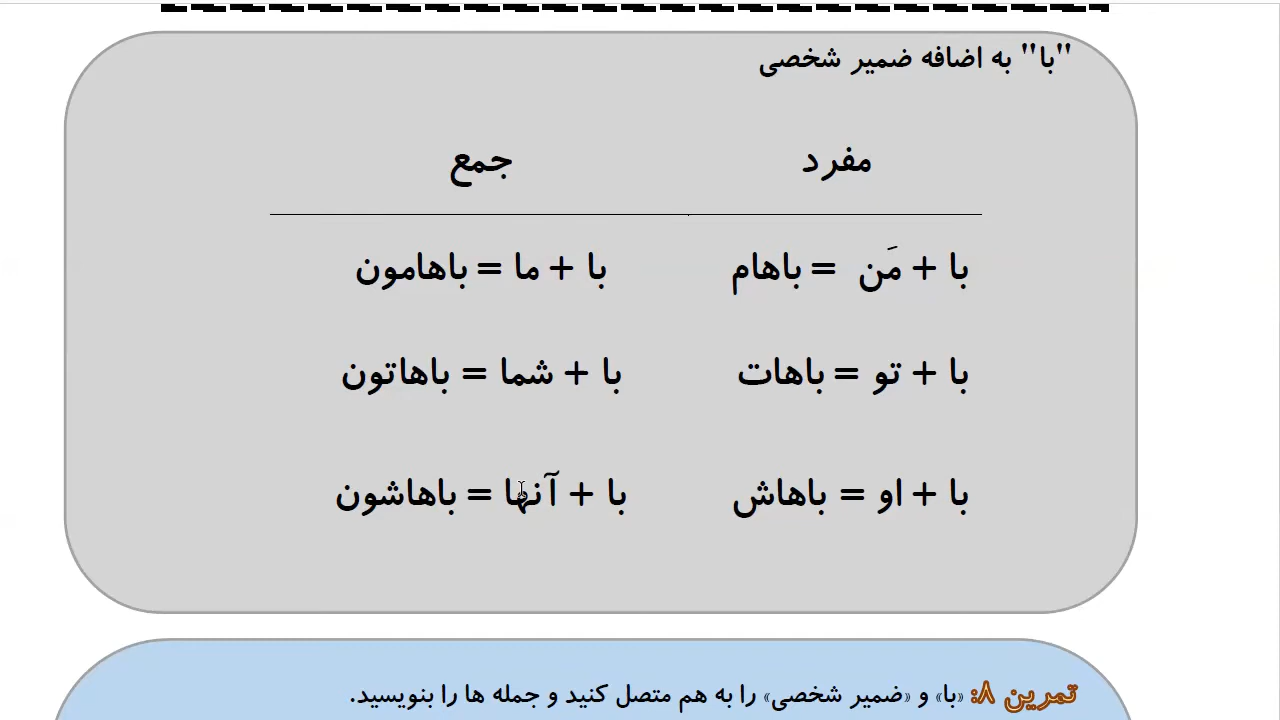 "با" به اضافه ضمیر شخصی
مفرد جمع
با + مَن = باهام با + ما = باهامون
با + تو = باهات با + شما = باهاتون
با + او = باهاش با + آنها = باهاشون
تمرین ۸: «با» و «ضمیر شخصی» را به هم متصل کنید و جمله ها را بنویسید.